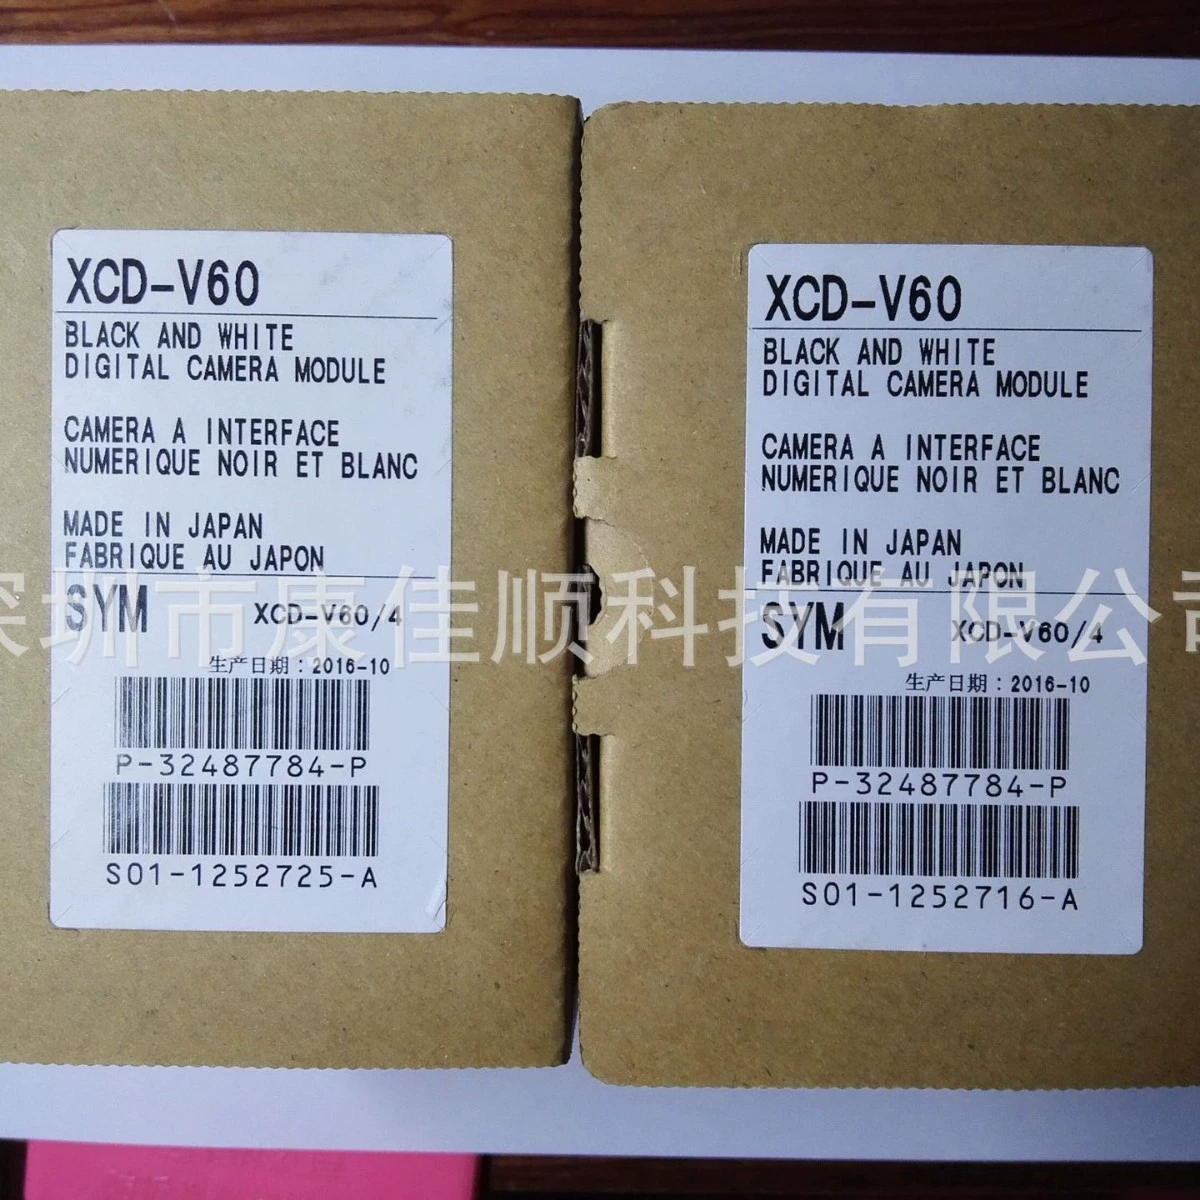 XCD-V60
BLACK AND WHITE
DIGITAL CAMERA MODULE
CAMERA A INTERFACE
NUMERIQUE NOIR ET BLANC
MADE IN JAPAN
FABRIQUE AU JAPON
SYM XCD-V60/4
生产日期：2016-10
P-32487784-P
S01-1252725-A
XCD-V60
BLACK AND WHITE
DIGITAL CAMERA MODULE
CAMERA A INTERFACE
NUMERIQUE NOIR ET BLANC
MADE IN JAPAN
FABRIQUE AU JAPON
SYM XCD-V60/4
生产日期：2016-10
P-32487784-P
S01-1252716-A
深圳市康佳顺科技有限公司